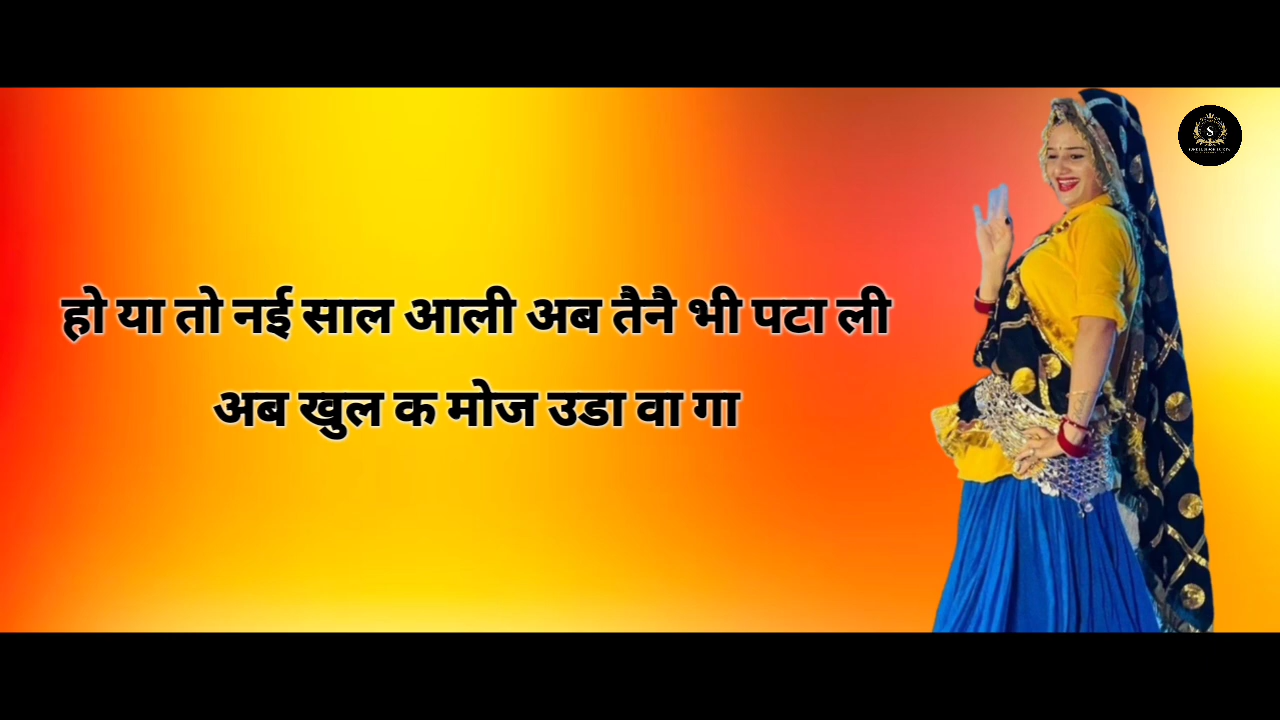 हो या तो नई साल आली अब तैनै भी पटा ली
अब खुल क मोज उडा वा गा
S